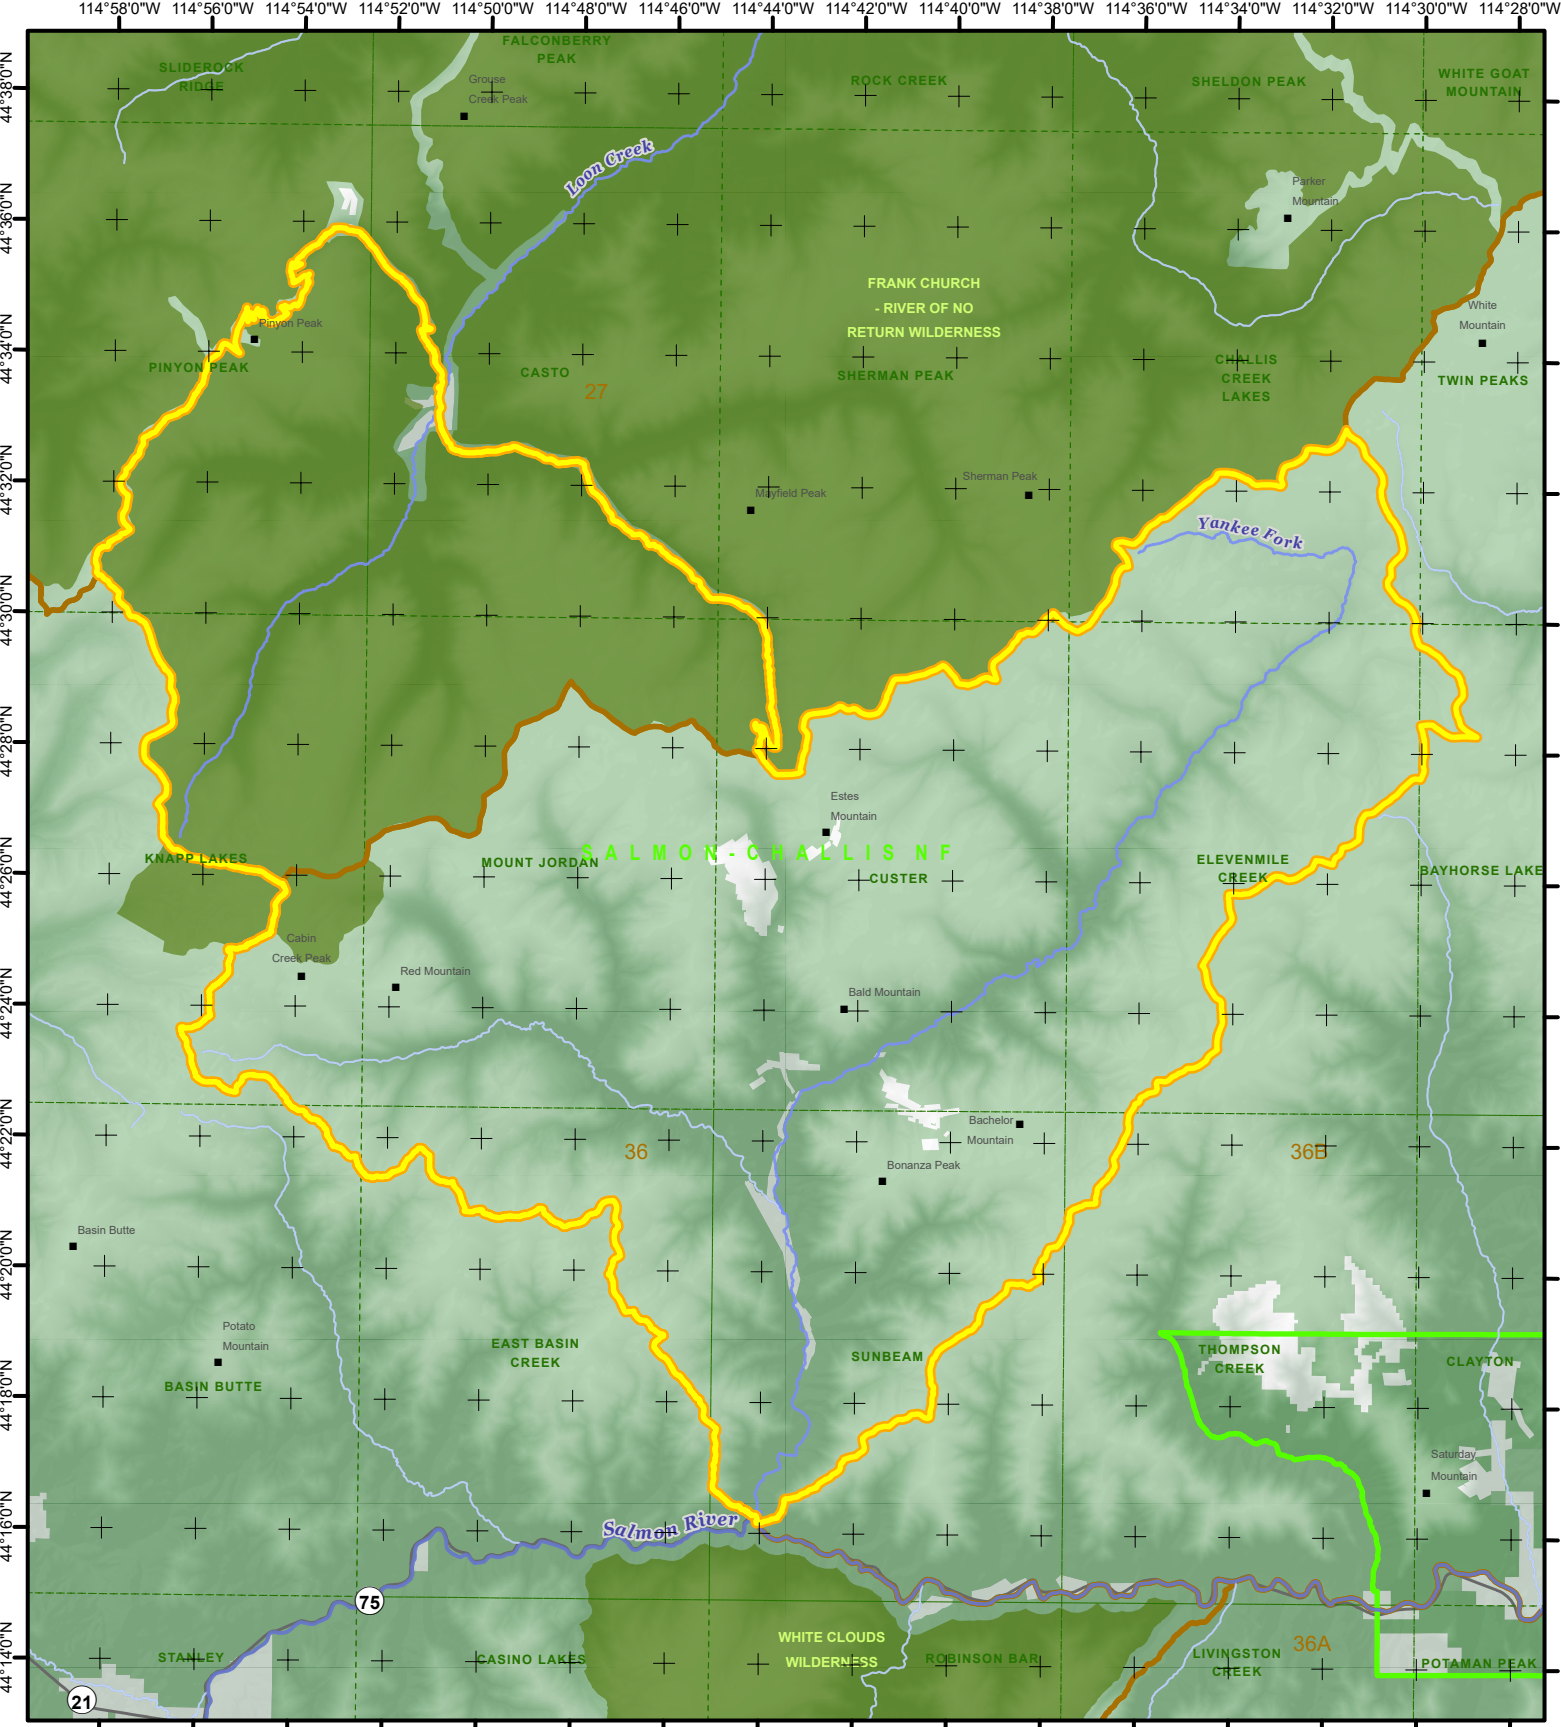 114°58'0"W 114°56'0"W 114°54'0"W 114°52'0"W 114°50'0"W 114°48'0"W 114°46'0"W 114°44'0"W 114°42'0"W 114°40'0"W 114°38'0"W 114°36'0"W 114°34'0"W 114°32'0"W 114°30'0"W 114°28'0"W
44°38'0"N
44°36'0"N
44°34'0"N
44°32'0"N
44°30'0"N
44°28'0"N
44°26'0"N
44°24'0"N
44°22'0"N
44°20'0"N
44°18'0"N
44°16'0"N
44°14'0"N
SLIDEROCK
RIDGE
FALCONBERRY
PEAK
Grouse
Creek Peak
ROCK CREEK
SHELDON PEAK
WHITE GOAT
MOUNTAIN
Loon Creek
Parker
Mountain
FRANK CHURCH
- RIVER OF NO
RETURN WILDERNESS
White
Mountain
Pinyon Peak
PINYON PEAK
CASTO
27
SHERMAN PEAK
CHALLIS
CREEK
LAKES
TWIN PEAKS
Mayfield Peak
Sherman Peak
Yankee Fork
Estes
Mountain
SALMON-CHALLIS NF
KNAPP LAKES
MOUNT JORDAN
CUSTER
ELEVENMILE
CREEK
BAYHORSE LAKE
Cabin
Creek Peak
Red Mountain
Bald Mountain
36
Bachelor
Mountain
36B
Bonanza Peak
Basin Butte
Potato
Mountain
BASIN BUTTE
EAST BASIN
CREEK
SUNBEAM
THOMPSON
CREEK
CLAYTON
Saturday
Mountain
Salmon River
75
WHITE CLOUDS
WILDERNESS
36A
STANLEY
CASINO LAKES
ROBINSON BAR
LIVINGSTON
CREEK
POTAMAN PEAK
21